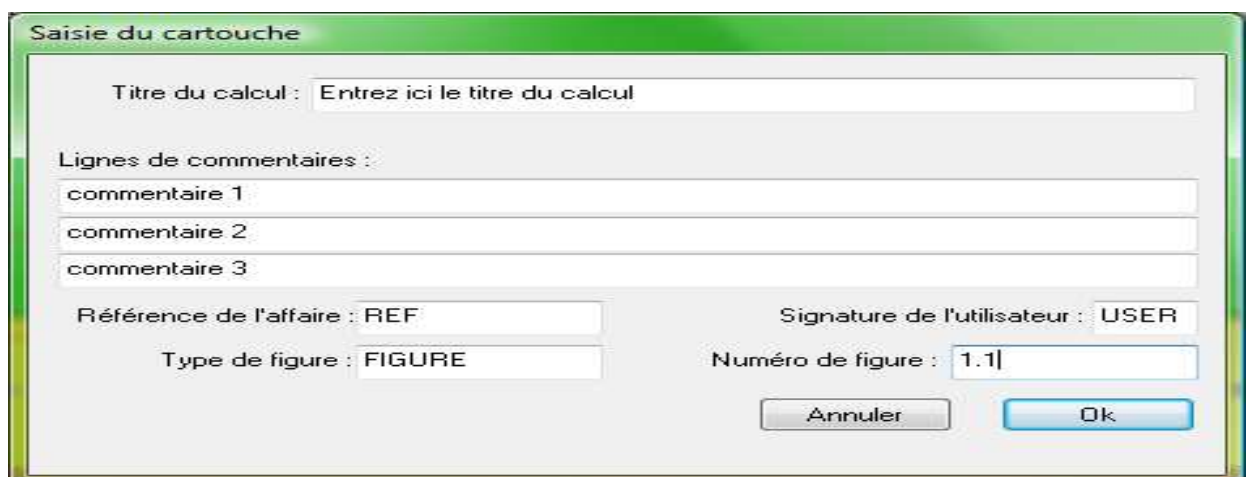 Saisie du cartouche
Titre du calcul : Entrez ici le titre du calcul
Lignes de commentaires :
commentaire 1
commentaire 2
commentaire 3
Référence de l'affaire : REF Signature de l'utilisateur : USER
Type de figure : FIGURE Numéro de figure : 1.1
Annuler Ok